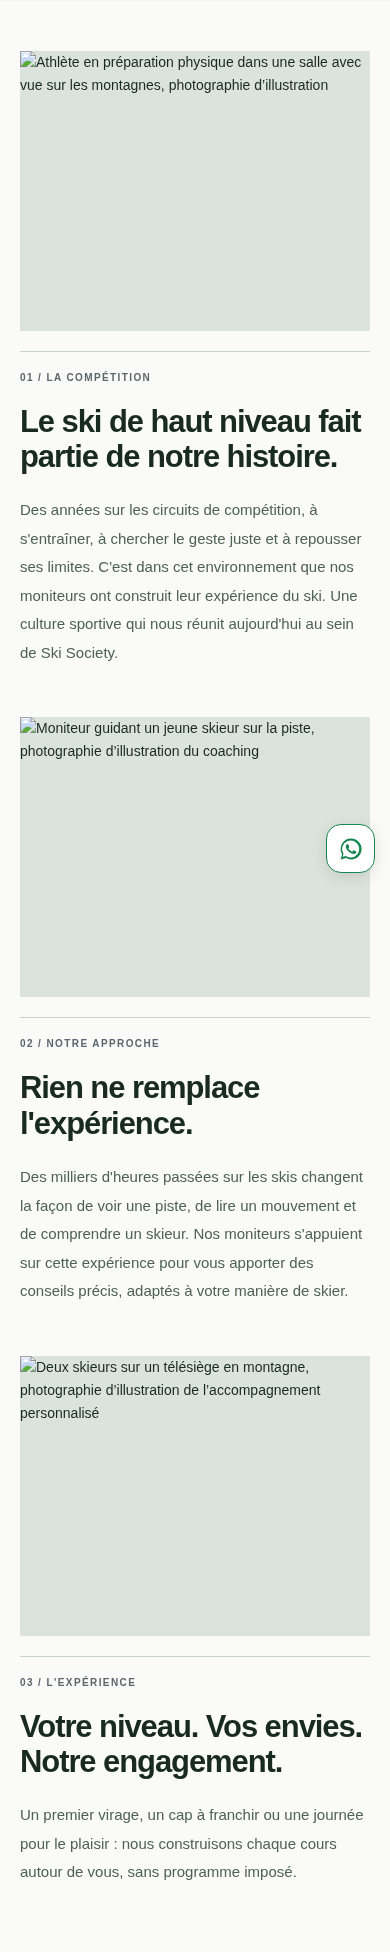 Athlète en préparation physique dans une salle avec
vue sur les montagnes, photographie d’illustration
01 / LA COMPÉTITION
Le ski de haut niveau fait
partie de notre histoire.
Des années sur les circuits de compétition, à
s'entraîner, à chercher le geste juste et à repousser
ses limites. C'est dans cet environnement que nos
moniteurs ont construit leur expérience du ski. Une
culture sportive qui nous réunit aujourd'hui au sein
de Ski Society.
Moniteur guidant un jeune skieur sur la piste,
photographie d’illustration du coaching
02 / NOTRE APPROCHE
Rien ne remplace
l'expérience.
Des milliers d'heures passées sur les skis changent
la façon de voir une piste, de lire un mouvement et
de comprendre un skieur. Nos moniteurs s'appuient
sur cette expérience pour vous apporter des
conseils précis, adaptés à votre manière de skier.
Deux skieurs sur un télésiège en montagne,
photographie d’illustration de l’accompagnement
personnalisé
03 / L'EXPÉRIENCE
Votre niveau. Vos envies.
Notre engagement.
Un premier virage, un cap à franchir ou une journée
pour le plaisir : nous construisons chaque cours
autour de vous, sans programme imposé.